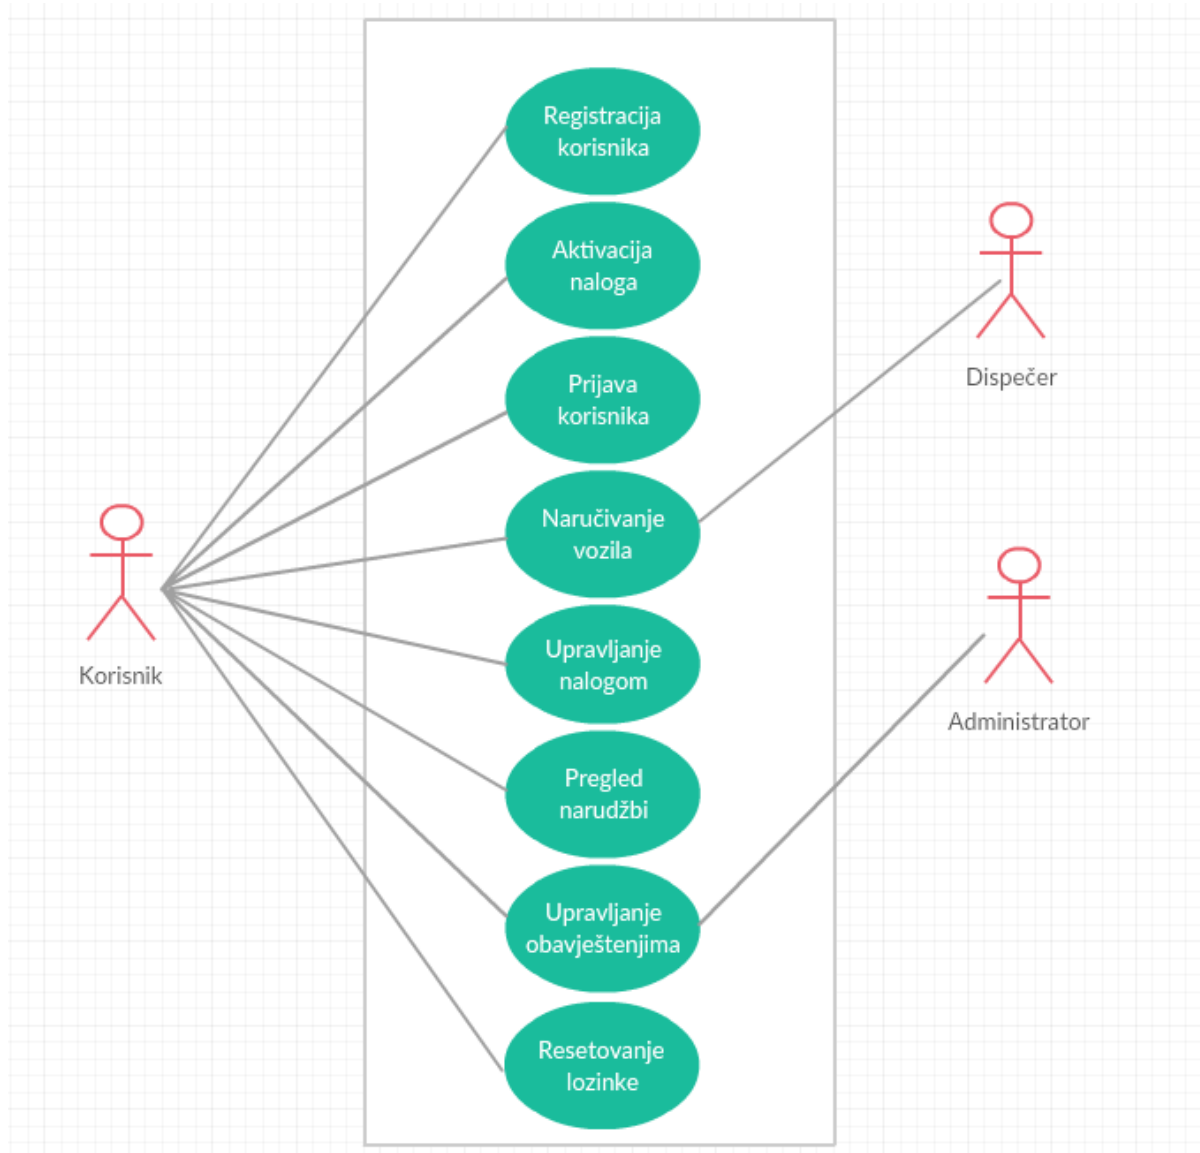 Registracija
korisnika
Aktivacija
naloga
Prijava
korisnika
Naručivanje
vozila
Upravljanje
nalogom
Pregled
narudžbi
Upravljanje
obavještenjima
Resetovanje
lozinke
Korisnik
Dispečer
Administrator